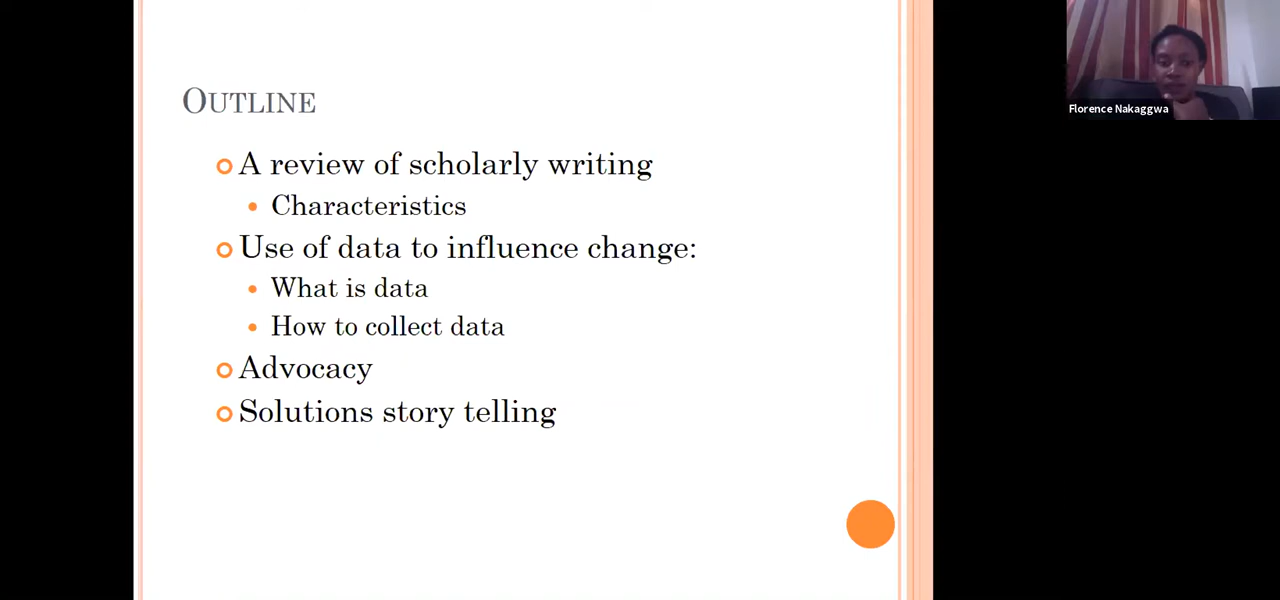 OUTLINE
A review of scholarly writing
Characteristics
Use of data to influence change:
What is data
How to collect data
Advocacy
Solutions story telling
Florence Nakaggwa